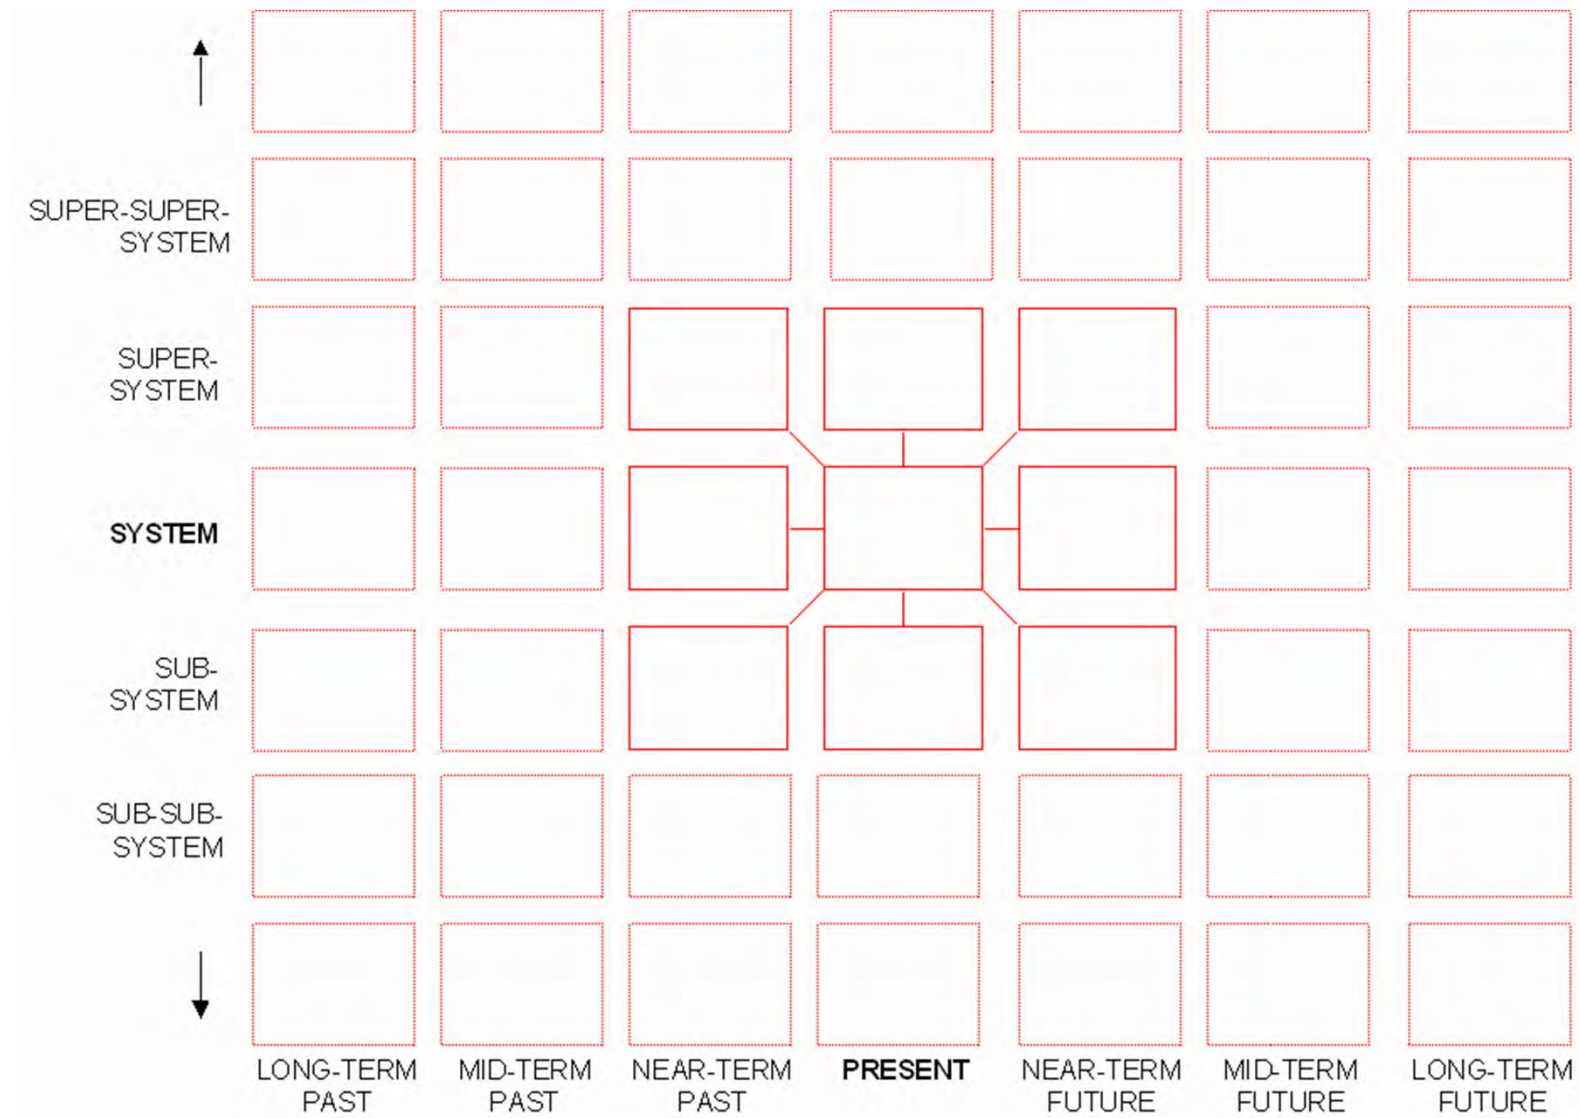 SUPER-SUPER-
SYSTEM
SUPER-
SYSTEM
SYSTEM
SUB-
SYSTEM
SUB-SUB-
SYSTEM
LONG-TERM
PAST
MID-TERM
PAST
NEAR-TERM
PAST
PRESENT
NEAR-TERM
FUTURE
MID-TERM
FUTURE
LONG-TERM
FUTURE